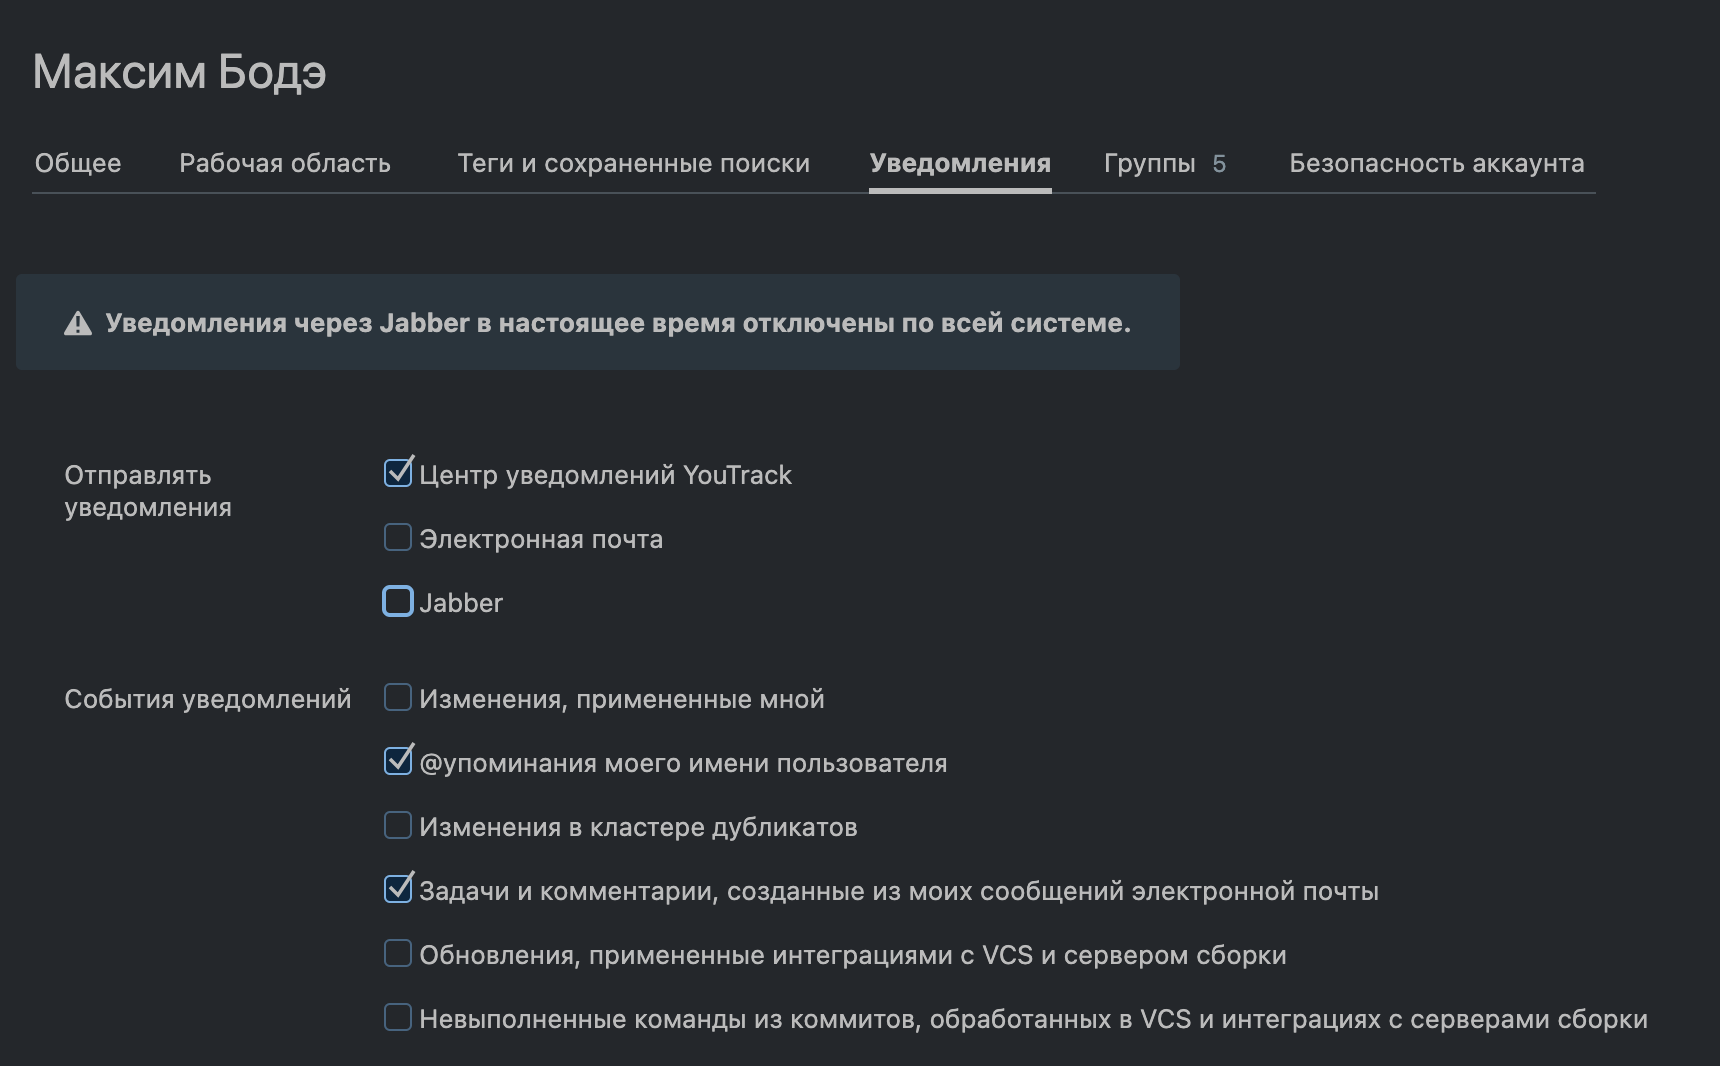 Максим Бодэ
Общее Рабочая область Теги и сохраненные поиски Уведомления Группы 5 Безопасность аккаунта
Уведомления через Jabber в настоящее время отключены по всей системе.
Отправлять уведомления
Центр уведомлений YouTrack
Электронная почта
Jabber
События уведомлений
Изменения, примененные мной
@упоминания моего имени пользователя
Изменения в кластере дубликатов
Задачи и комментарии, созданные из моих сообщений электронной почты
Обновления, примененные интеграциями с VCS и сервером сборки
Невыполненные команды из коммитов, обработанных в VCS и интеграциях с серверами сборки